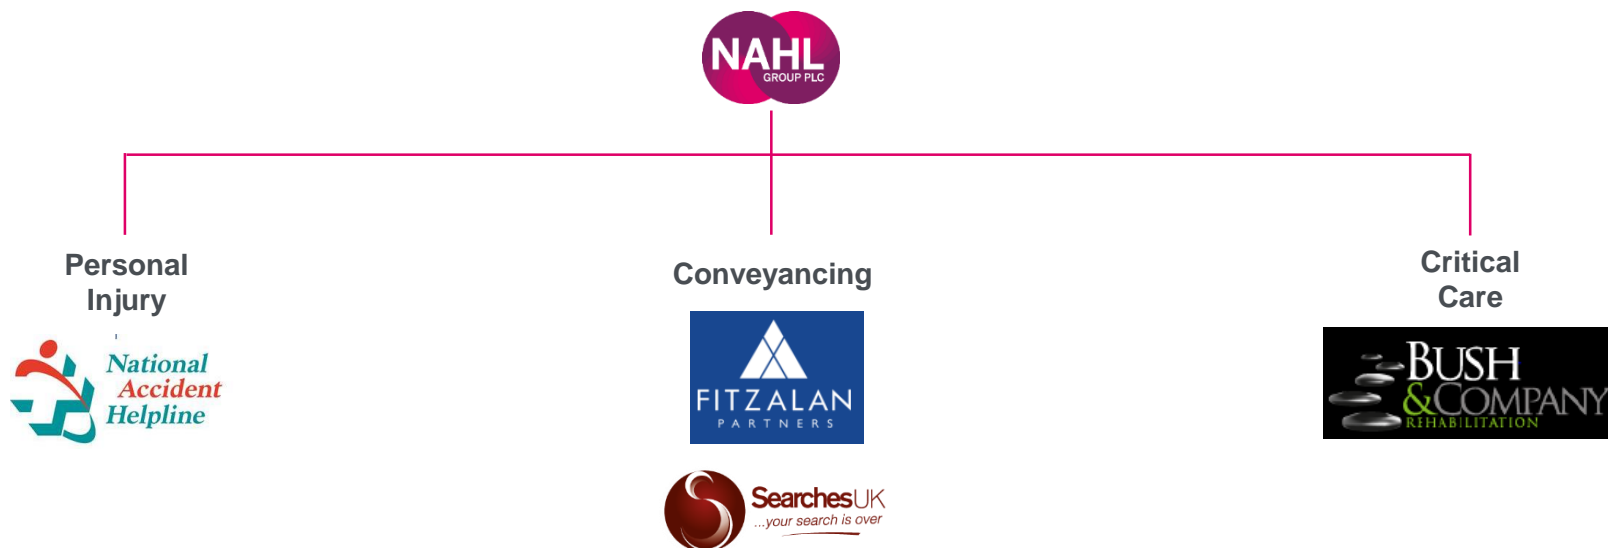 NAHL
GROUP PLC
Personal
Injury
National
Accident
Helpline
Conveyancing
FITZALAN
PARTNERS
SearchesUK
...your search is over
Critical
Care
BUSH
&COMPANY
REHABILITATION